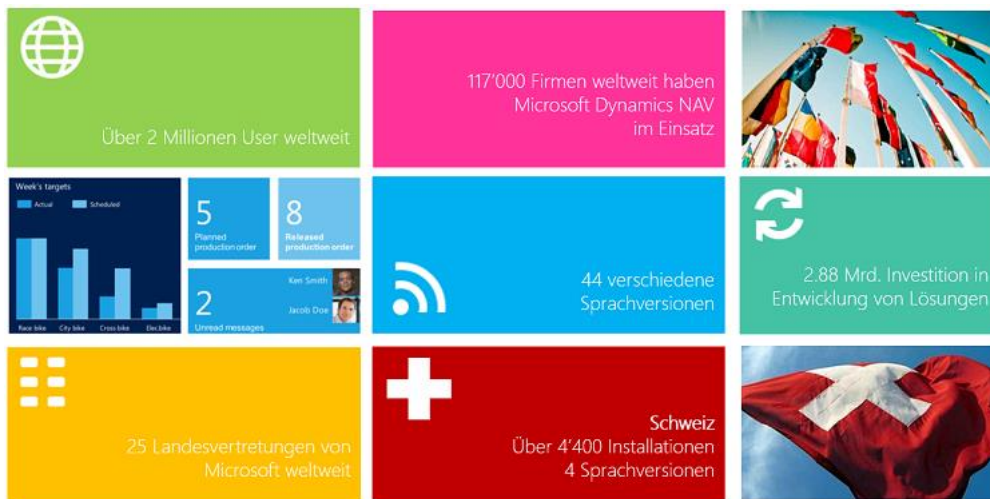 Über 2 Millionen User weltweit
117'000 Firmen weltweit haben
Microsoft Dynamics NAV
im Einsatz
Week's targets
Actual
Scheduled
Race bike
City bike
Cross bike
Elec.bike
5
Planned
production order
8
Released
production order
2
Unread messages
Ken Smith
Jacob Doe
44 verschiedene
Sprachversionen
2.88 Mrd. Investition in
Entwicklung von Lösungen
25 Landesvertretungen von
Microsoft weltweit
Schweiz
Über 4'400 Installationen
4 Sprachversionen